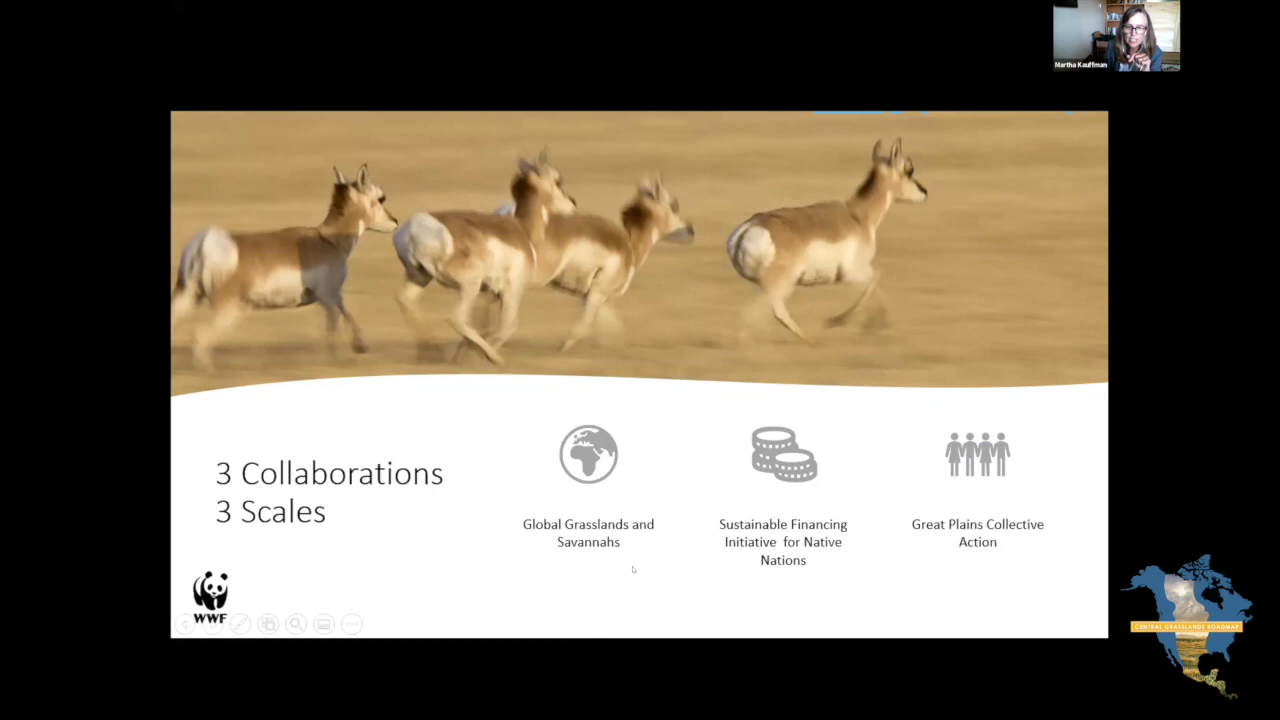 Martha Kauffman
3 Collaborations
3 Scales
Global Grasslands and
Savannahs
Sustainable Financing
Initiative for Native
Nations
Great Plains Collective
Action
WWF
CENTRAL GRASSLANDS ROADMAP